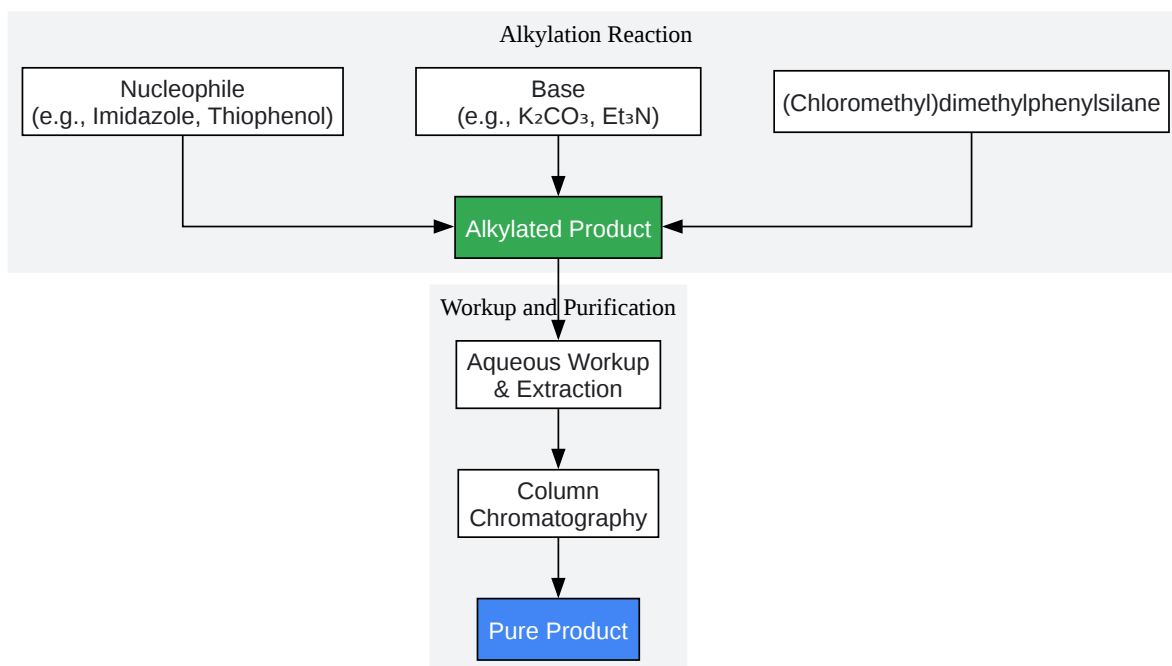 Alkylation Reaction
Nucleophile
(e.g., Imidazole, Thiophenol)
Base
(e.g., K₂CO₃, Et₃N)
(Chloromethyl)dimethylphenylsilane
Alkylated Product
Workup and Purification
Aqueous Workup
& Extraction
Column
Chromatography
Pure Product